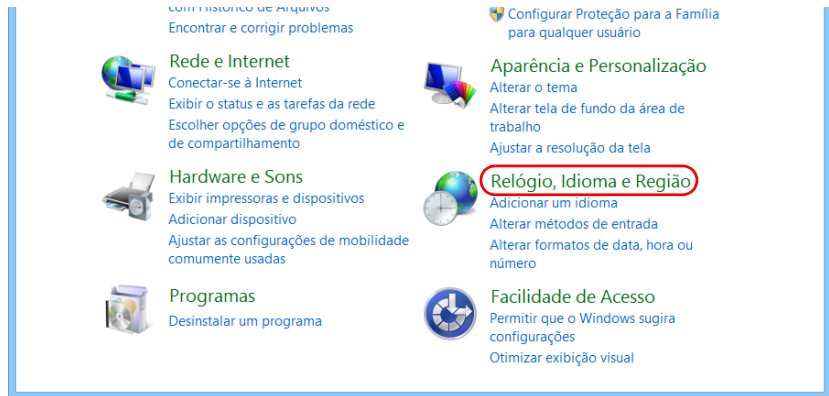 com Histórico de Arquivos
Encontrar e corrigir problemas
Rede e Internet
Conectar-se à Internet
Exibir o status e as tarefas da rede
Escolher opções de grupo doméstico e
de compartilhamento
Hardware e Sons
Exibir impressoras e dispositivos
Adicionar dispositivo
Ajustar as configurações de mobilidade
comumente usadas
Programas
Desinstalar um programa
Configurar Proteção para a Família
para qualquer usuário
Aparência e Personalização
Alterar o tema
Alterar tela de fundo da área de
trabalho
Ajustar a resolução da tela
Relógio, Idioma e Região
Adicionar um idioma
Alterar métodos de entrada
Alterar formatos de data, hora ou
número
Facilidade de Acesso
Permitir que o Windows sugira
configurações
Otimizar exibição visual